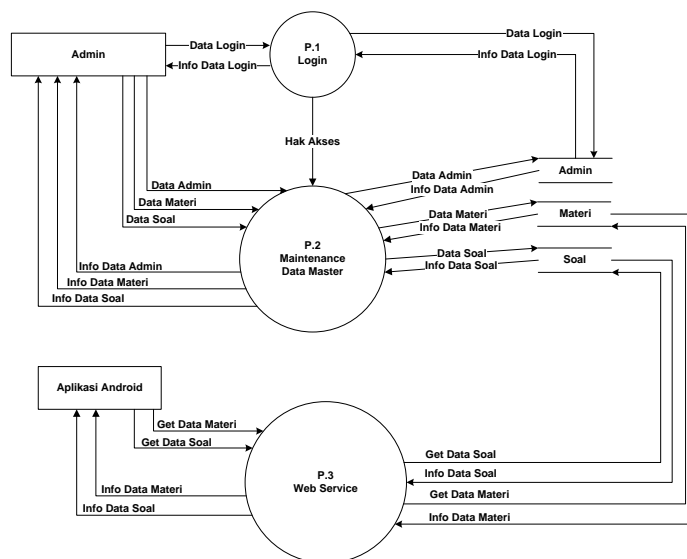 Admin
Data Login
Info Data Login
P.1
Login
Data Login
Info Data Login
Hak Akses
Data Admin
Data Materi
Data Soal
Info Data Admin
Info Data Materi
Info Data Soal
P.2
Maintenance
Data Master
Data Admin
Info Data Admin
Data Materi
Info Data Materi
Data Soal
Info Data Soal
Admin
Materi
Soal
Aplikasi Android
Get Data Materi
Get Data Soal
Info Data Materi
Info Data Soal
P.3
Web Service
Get Data Soal
Info Data Soal
Get Data Materi
Info Data Materi